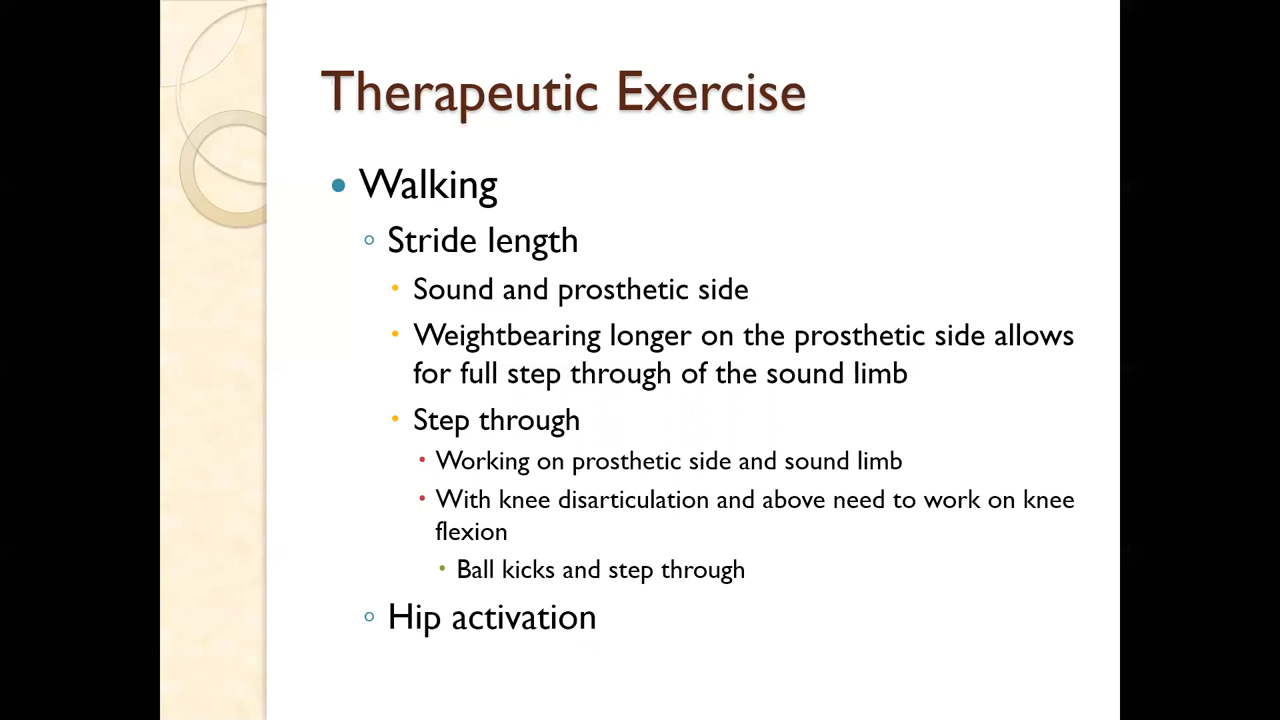 Therapeutic Exercise
Walking
Stride length
Sound and prosthetic side
Weightbearing longer on the prosthetic side allows
for full step through of the sound limb
Step through
Working on prosthetic side and sound limb
With knee disarticulation and above need to work on knee
flexion
Ball kicks and step through
Hip activation